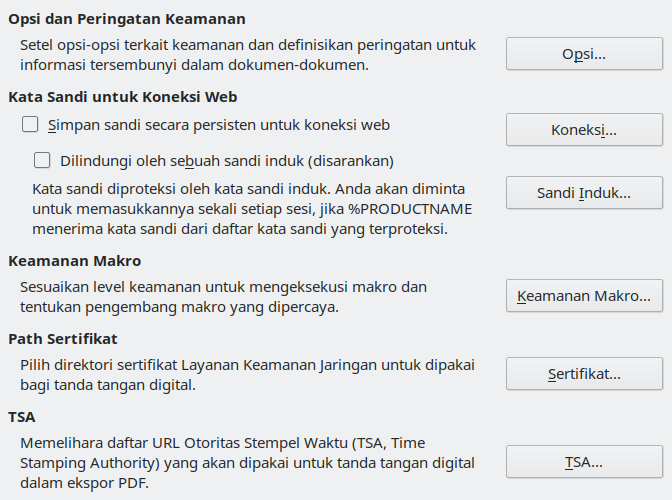 Opsi dan Peringatan Keamanan
Setel opsi-opsi terkait keamanan dan definisikan peringatan untuk
informasi tersembunyi dalam dokumen-dokumen.
Opsi...
Kata Sandi untuk Koneksi Web
Simpan sandi secara persisten untuk koneksi web
Koneksi...
Dilindungi oleh sebuah sandi induk (disarankan)
Kata sandi diproteksi oleh kata sandi induk. Anda akan diminta
untuk memasukkannya sekali setiap sesi, jika %PRODUCTNAME
menerima kata sandi dari daftar kata sandi yang terproteksi.
Sandi Induk...
Keamanan Makro
Sesuaikan level keamanan untuk mengeksekusi makro dan
tentukan pengembang makro yang dipercaya.
Keamanan Makro...
Path Sertifikat
Pilih direktori sertifikat Layanan Keamanan Jaringan untuk dipakai
bagi tanda tangan digital.
Sertifikat...
TSA
Memelihara daftar URL Otoritas Stempel Waktu (TSA, Time
Stamping Authority) yang akan dipakai untuk tanda tangan digital
dalam ekspor PDF.
TSA...